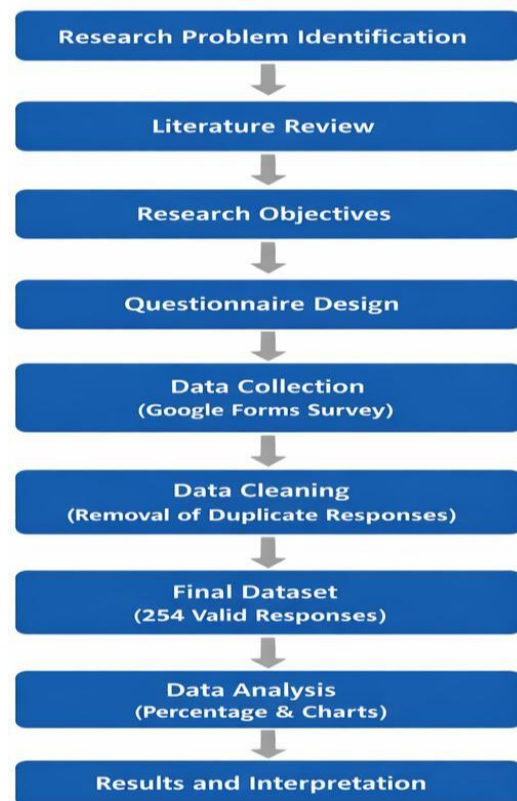 Research Problem Identification
Literature Review
Research Objectives
Questionnaire Design
Data Collection
(Google Forms Survey)
Data Cleaning
(Removal of Duplicate Responses)
Final Dataset
(254 Valid Responses)
Data Analysis
(Percentage & Charts)
Results and Interpretation